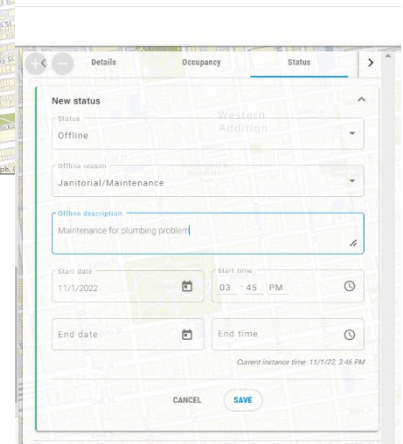 Details Occupancy Status
New status
Western
Addition
Status
Offline
Offline reason
Janitorial/Maintenance
Offline description
Maintenance for plumbing problem
Start date Start time
11/1/2022 03 : 45 PM
End date End time
Current instance time: 11/1/22, 3:46 PM
CANCEL SAVE